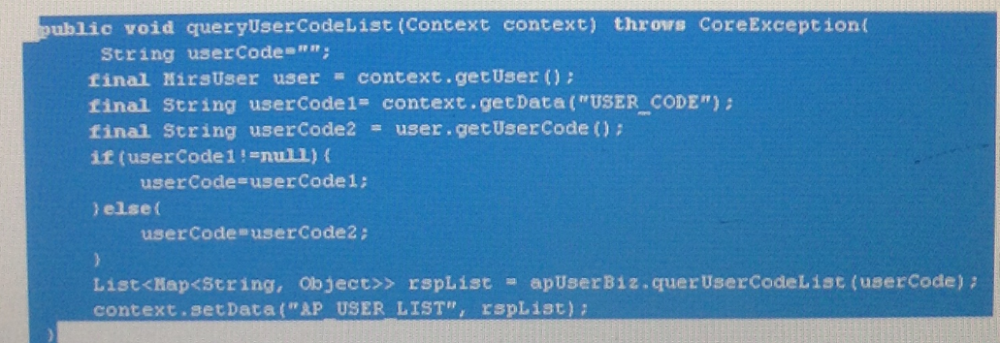 public void queryUserCodeList(Context context) throws CoreException{
String userCode="";
final MirsUser user = context.getUser();
final String userCode1= context.getData("USER_CODE");
final String userCode2 = user.getUserCode();
if(userCode1!=null){
userCode=userCode1;
}else{
userCode=userCode2;
}
List<Map<String, Object>> rspList = apUserBiz.querUserCodeList(userCode);
context.setData("AP_USER_LIST", rspList);
}